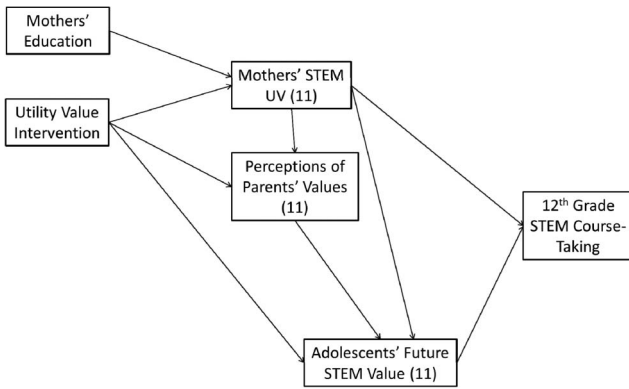 Mothers'
Education
Mothers' STEM
UV (11)
Utility Value
Intervention
Perceptions of
Parents' Values
(11)
12th Grade
STEM Course-
Taking
Adolescents' Future
STEM Value (11)